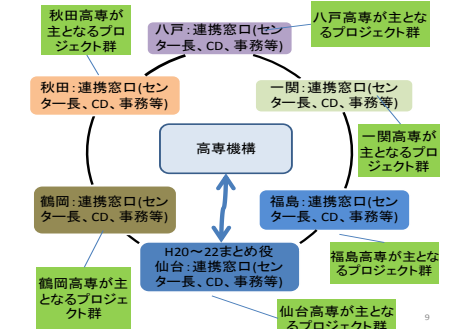 秋田高専が
主となるプロ
ジェクト群
八戸:連携窓口(セン
ター長、CD、事務等)
八戸高専が主とな
るプロジェクト群
秋田:連携窓口(セン
ター長、CD、事務等)
一関:連携窓口(セン
ター長、CD、事務等)
一関高専が
主となるプロ
ジェクト群
高専機構
鶴岡:連携窓口(セン
ター長、CD、事務等)
福島:連携窓口(セン
ター長、CD、事務等)
H20～22まとめ役
仙台:連携窓口(セン
ター長、CD、事務等)
福島高専が主とな
るプロジェクト群
鶴岡高専が主
となるプロジェ
クト群
仙台高専が主とな
るプロジェクト群
9